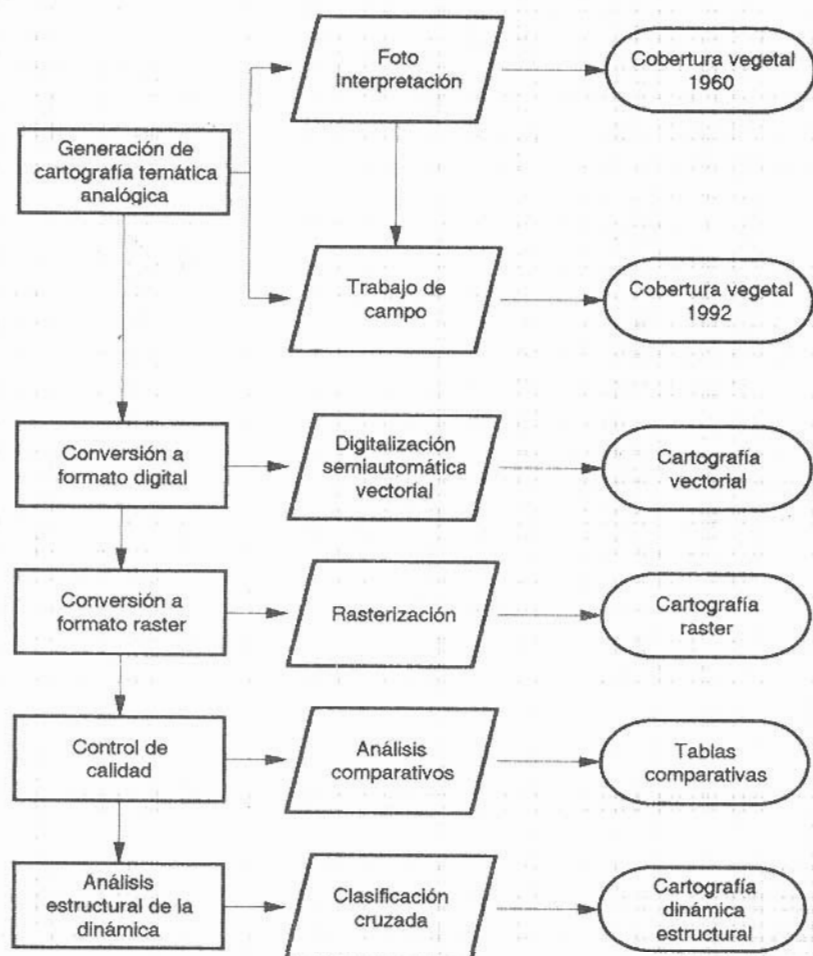 Foto
Interpretación
Cobertura vegetal
1960
Generación de
cartografía temática
analógica
Trabajo de
campo
Cobertura vegetal
1992
Conversión a
formato digital
Digitalización
semiautomática
vectorial
Cartografía
vectorial
Conversión a
formato raster
Rasterización
Cartografía
raster
Control de
calidad
Análisis
comparativos
Tablas
comparativas
Análisis
estructural de la
dinámica
Clasificación
cruzada
Cartografía
dinámica
estructural